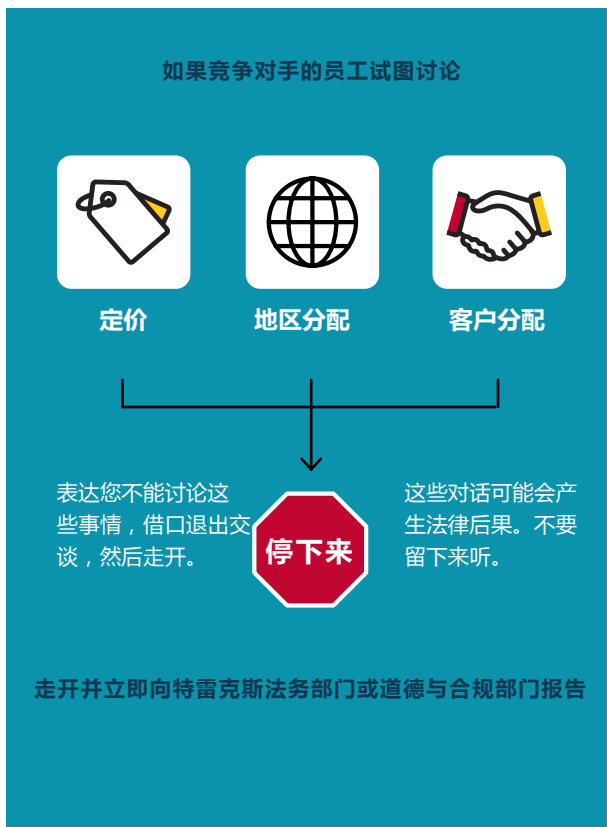 如果竞争对手的员工试图讨论
定价
地区分配
客户分配
表达您不能讨论这
些事情，借口退出交
谈，然后走开。
停下来
这些对话可能会产
生法律后果。不要
留下来听。
走开并立即向特雷克斯法务部门或道德与合规部门报告